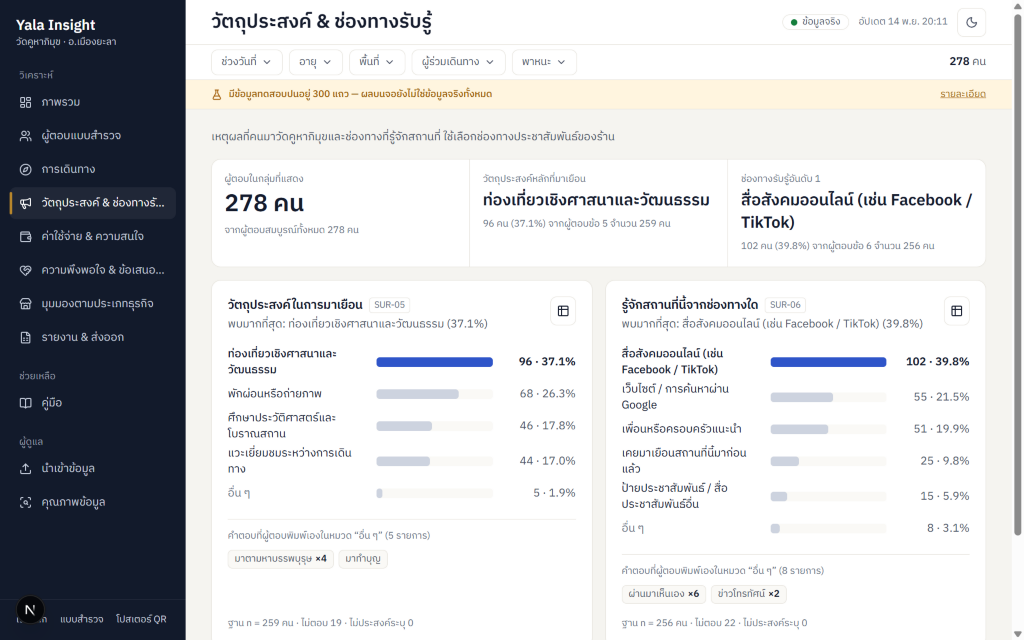 Yala Insight
วัดคูหาภิมุข · อ.เมืองยะลา
วิเคราะห์
ภาพรวม
ผู้ตอบแบบสำรวจ
การเดินทาง
วัตถุประสงค์ & ช่องทางรั...
ค่าใช้จ่าย & ความสนใจ
ความพึงพอใจ & ข้อเสนอ...
มุมมองตามประเภทธุรกิจ
รายงาน & ส่งออก
ช่วยเหลือ
คู่มือ
ผู้ดูแล
นำเข้าข้อมูล
คุณภาพข้อมูล
N
แบบสำรวจ
โปสเตอร์ QR
วัตถุประสงค์ & ช่องทางรับรู้
ข้อมูลจริง
อัปเดต 14 พ.ย. 20:11
ช่วงวันที่
อายุ
พื้นที่
ผู้ร่วมเดินทาง
พาหนะ
278 คน
มีข้อมูลทดสอบปนอยู่ 300 แถว — ผลบนจอยังไม่ใช่ข้อมูลจริงทั้งหมด
รายละเอียด
เหตุผลที่คนมาวัดคูหาภิมุขและช่องทางที่รู้จักสถานที่ ใช้เลือกช่องทางประชาสัมพันธ์ของร้าน
ผู้ตอบในกลุ่มที่แสดง
278 คน
จากผู้ตอบสมบูรณ์ทั้งหมด 278 คน
วัตถุประสงค์หลักที่มาเยือน
ท่องเที่ยวเชิงศาสนาและวัฒนธรรม
96 คน (37.1%) จากผู้ตอบข้อ 5 จำนวน 259 คน
ช่องทางรับรู้อันดับ 1
สื่อสังคมออนไลน์ (เช่น Facebook /
TikTok)
102 คน (39.8%) จากผู้ตอบข้อ 6 จำนวน 256 คน
วัตถุประสงค์ในการมาเยือน SUR-05
พบมากที่สุด: ท่องเที่ยวเชิงศาสนาและวัฒนธรรม (37.1%)
ท่องเที่ยวเชิงศาสนาและ
วัฒนธรรม
96 · 37.1%
พักผ่อนหรือถ่ายภาพ
68 · 26.3%
ศึกษาประวัติศาสตร์และ
โบราณสถาน
46 · 17.8%
แวะเยี่ยมชมระหว่างการเดิน
ทาง
44 · 17.0%
อื่น ๆ
5 · 1.9%
คำตอบที่ผู้ตอบพิมพ์เองในหมวด “อื่น ๆ” (5 รายการ)
มาตามหาบรรพบุรุษ ×4
มาทำบุญ
ฐาน n = 259 คน · ไม่ตอบ 19 · ไม่ประสงค์ระบุ 0
รู้จักสถานที่นี้จากช่องทางใด SUR-06
พบมากที่สุด: สื่อสังคมออนไลน์ (เช่น Facebook / TikTok) (39.8%)
สื่อสังคมออนไลน์ (เช่น
Facebook / TikTok)
102 · 39.8%
เว็บไซต์ / การค้นหาผ่าน
Google
55 · 21.5%
เพื่อนหรือครอบครัวแนะนำ
51 · 19.9%
เคยมาเยือนสถานที่นี้มาก่อน
แล้ว
25 · 9.8%
ป้ายประชาสัมพันธ์ / สื่อ
ประชาสัมพันธ์อื่น
15 · 5.9%
อื่น ๆ
8 · 3.1%
คำตอบที่ผู้ตอบพิมพ์เองในหมวด “อื่น ๆ” (8 รายการ)
ผ่านมาเห็นเอง ×6
ข่าวโทรทัศน์ ×2
ฐาน n = 256 คน · ไม่ตอบ 22 · ไม่ประสงค์ระบุ 0